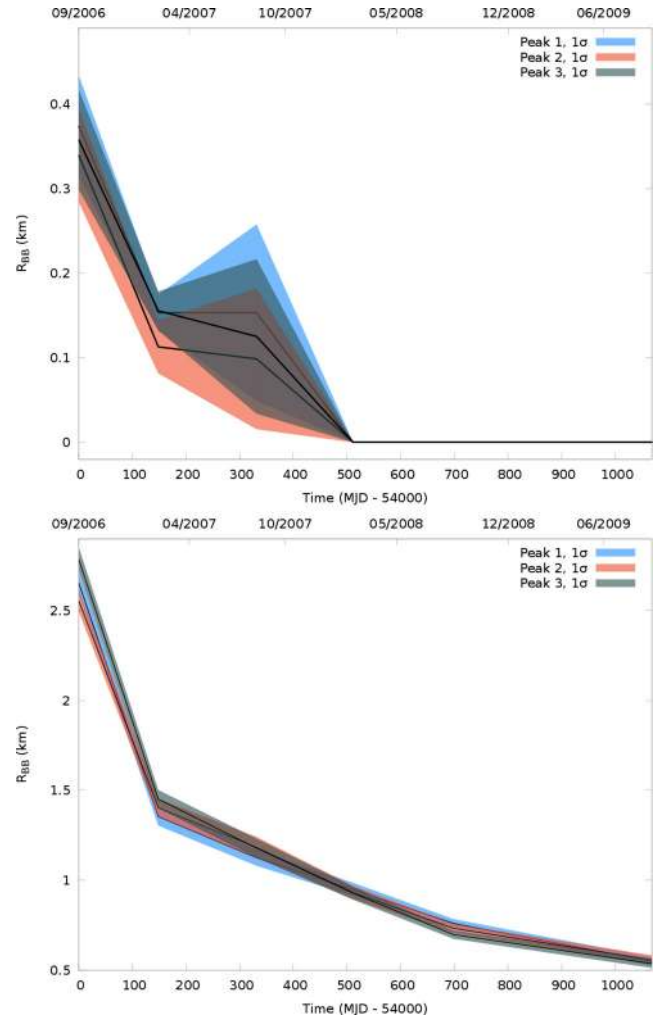 09/2006 04/2007 10/2007 05/2008 12/2008 06/2009
Peak 1, 1σ
Peak 2, 1σ
Peak 3, 1σ
0.4
0.3
0.2
0.1
0
R_BB (km)
0 100 200 300 400 500 600 700 800 900 1000
Time (MJD - 54000)
09/2006 04/2007 10/2007 05/2008 12/2008 06/2009
Peak 1, 1σ
Peak 2, 1σ
Peak 3, 1σ
2.5
2
1.5
1
0.5
R_BB (km)
0 100 200 300 400 500 600 700 800 900 1000
Time (MJD - 54000)